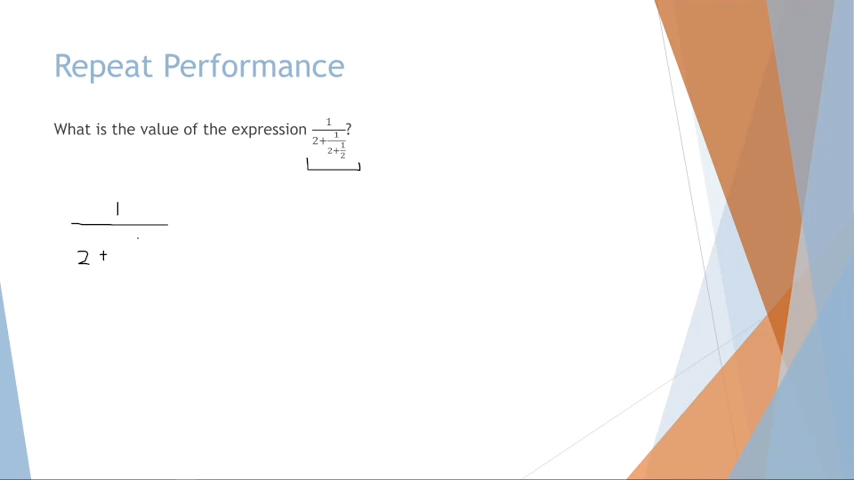 Repeat Performance
What is the value of the expression 1/(2+1/(2+1/2))?
1
2 +